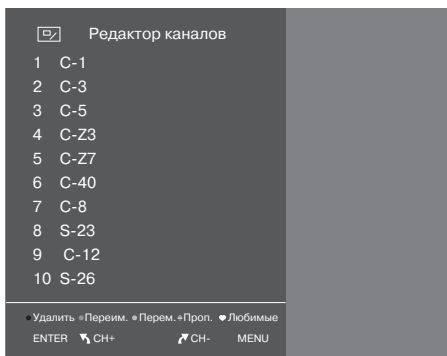 Редактор каналов
1 C-1
2 C-3
3 C-5
4 C-Z3
5 C-Z7
6 C-40
7 C-8
8 S-23
9 C-12
10 S-26
Удалить Переим. Перем. Проп. Любимые
ENTER CH+ CH- MENU